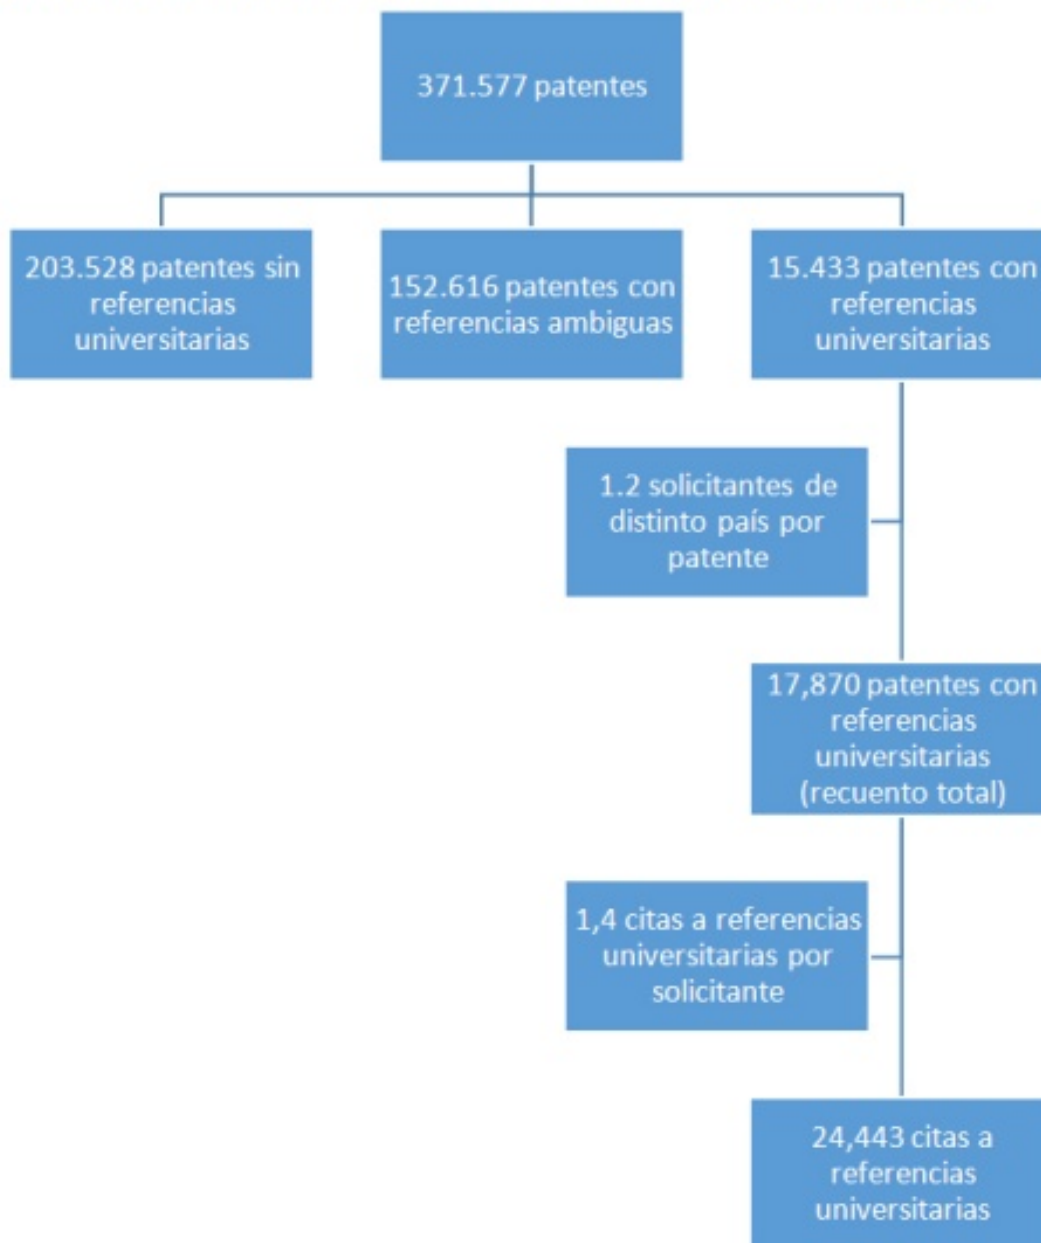 371.577 patentes
203.528 patentes sin
referencias
universitarias
152.616 patentes con
referencias ambiguas
15.433 patentes con
referencias
universitarias
1.2 solicitantes de
distinto país por
patente
17,870 patentes con
referencias
universitarias
(recuento total)
1,4 citas a referencias
universitarias por
solicitante
24,443 citas a
referencias
universitarias